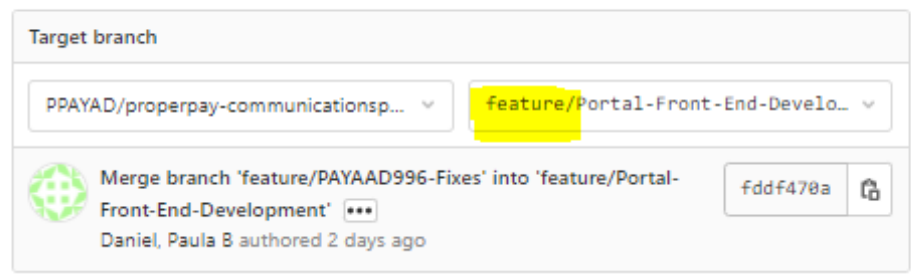 Target branch
PPAYAD/properpay-communicationsp...
feature/Portal-Front-End-Develo…
Merge branch 'feature/PAYAAD996-Fixes' into 'feature/Portal-
Front-End-Development'
fddf470a
Daniel, Paula B authored 2 days ago